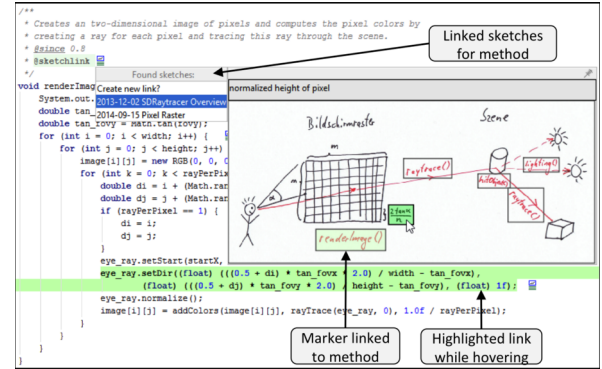 /**
* Creates an two-dimensional image of pixels and computes the pixel colors by
* creating a ray for each pixel and tracing this ray through the scene.
* @since 0.8
* @sketchlink
*/
Linked sketches
for method
Found sketches:
Create new link?
2013-12-02 SDRaytracer Overview
2014-09-15 Pixel Raster
normalized height of pixel
Bildschirmraster
Szene
m
m
α
raytrace()
lighting()
hitObjects
raytrace()
renderImage()
2 tanx
n
void renderImag
System.out.
double tan_
double tan_fovy = Math.tan(fovy);
for (int i = 0; i < width; i++) {
for (int j = 0; j < height; j++)
image[i][j] = new RGB(0, 0, 0
for (int k = 0; k < rayPerPix
double di = i + (Math.ran
double dj = j + (Math.ran
if (rayPerPixel == 1) {
di = i;
dj = j;
}
eye_ray.setStart(startX,
eye_ray.setDir((float) (((0.5 + di) * tan_fovx * 2.0) / width - tan_fovx),
(float) (((0.5 + dj) * tan_fovy * 2.0) / height - tan_fovy), (float) 1f);
eye_ray.normalize();
image[i][j] = addColors(image[i][j], rayTrace(eye_ray, 0), 1.0f / rayPerPixel);
}
}
}
}
Marker linked
to method
Highlighted link
while hovering